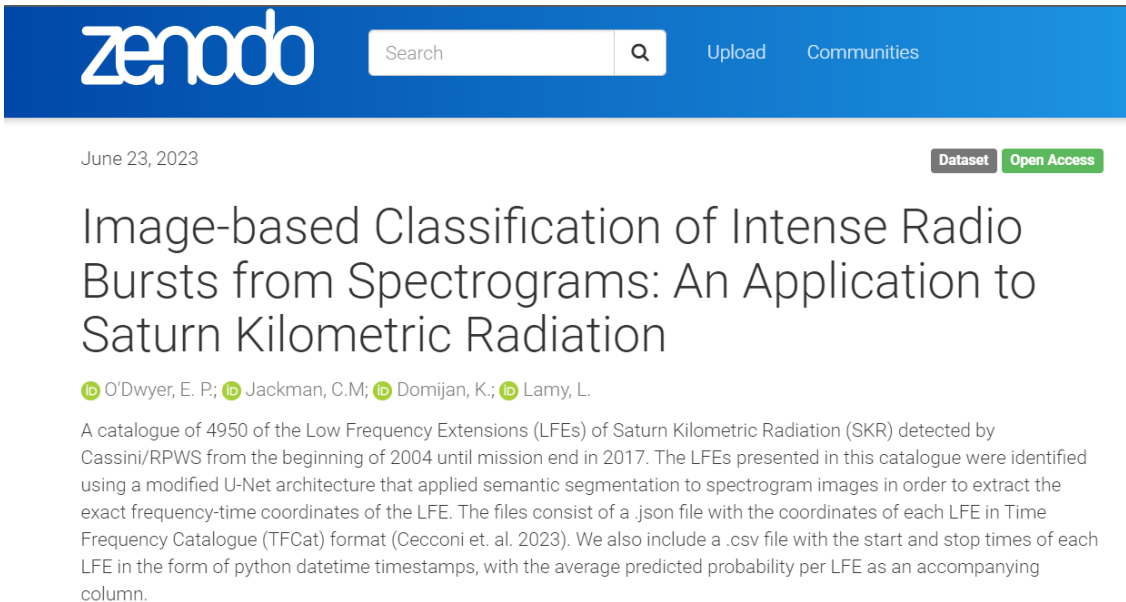 zenodo
Search
Upload
Communities
June 23, 2023
Dataset
Open Access
Image-based Classification of Intense Radio
Bursts from Spectrograms: An Application to
Saturn Kilometric Radiation
iD O'Dwyer, E. P.; iD Jackman, C.M; iD Domijan, K.; iD Lamy, L.
A catalogue of 4950 of the Low Frequency Extensions (LFEs) of Saturn Kilometric Radiation (SKR) detected by
Cassini/RPWS from the beginning of 2004 until mission end in 2017. The LFEs presented in this catalogue were identified
using a modified U-Net architecture that applied semantic segmentation to spectrogram images in order to extract the
exact frequency-time coordinates of the LFE. The files consist of a .json file with the coordinates of each LFE in Time
Frequency Catalogue (TFCat) format (Cecconi et. al. 2023). We also include a .csv file with the start and stop times of each
LFE in the form of python datetime timestamps, with the average predicted probability per LFE as an accompanying
column.